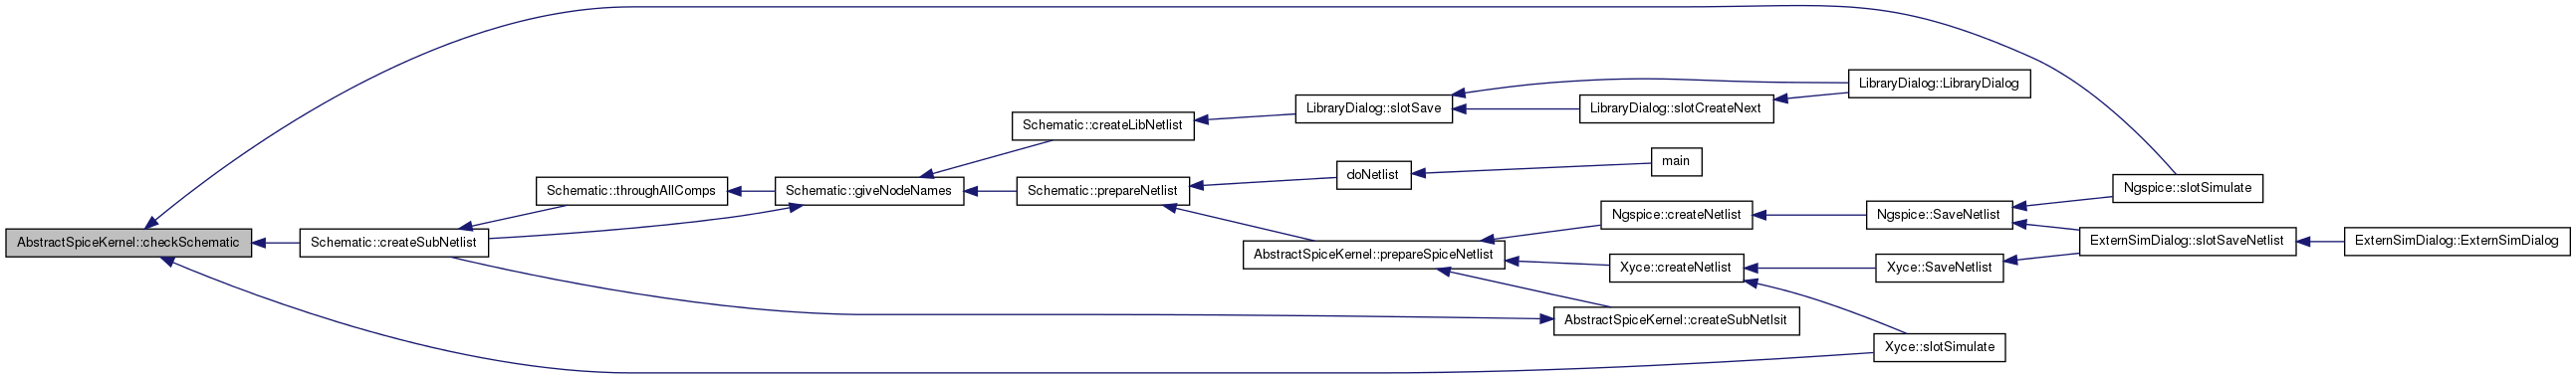 LibraryDialog::LibraryDialog
LibraryDialog::slotSave
LibraryDialog::slotCreateNext
Schematic::createLibNetlist
main
doNetlist
Schematic::throughAllComps
Schematic::giveNodeNames
Schematic::prepareNetlist
Ngspice::slotSimulate
Ngspice::createNetlist
Ngspice::SaveNetlist
AbstractSpiceKernel::checkSchematic
Schematic::createSubNetlist
ExternSimDialog::slotSaveNetlist
ExternSimDialog::ExternSimDialog
AbstractSpiceKernel::prepareSpiceNetlist
Xyce::createNetlist
Xyce::SaveNetlist
AbstractSpiceKernel::createSubNetlsit
Xyce::slotSimulate